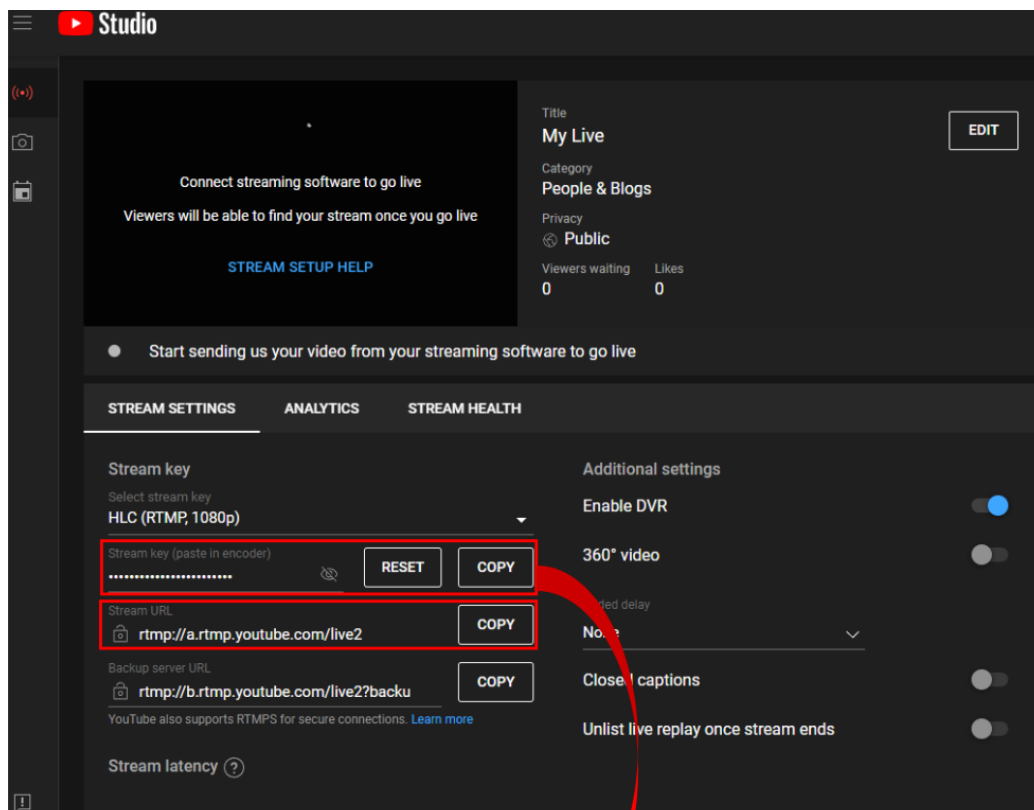 Studio
Connect streaming software to go live
Viewers will be able to find your stream once you go live
STREAM SETUP HELP
Title
My Live
EDIT
Category
People & Blogs
Privacy
Public
Viewers waiting Likes
0 0
Start sending us your video from your streaming software to go live
STREAM SETTINGS ANALYTICS STREAM HEALTH
Stream key
Select stream key
HLC (RTMP, 1080p)
Stream key (paste in encoder)
RESET COPY
Stream URL
rtmp://a.rtmp.youtube.com/live2
COPY
Backup server URL
rtmp://b.rtmp.youtube.com/live2?backu
COPY
YouTube also supports RTMPS for secure connections. Learn more
Stream latency
Additional settings
Enable DVR
360° video
delay
None
Closed captions
Unlist live replay once stream ends